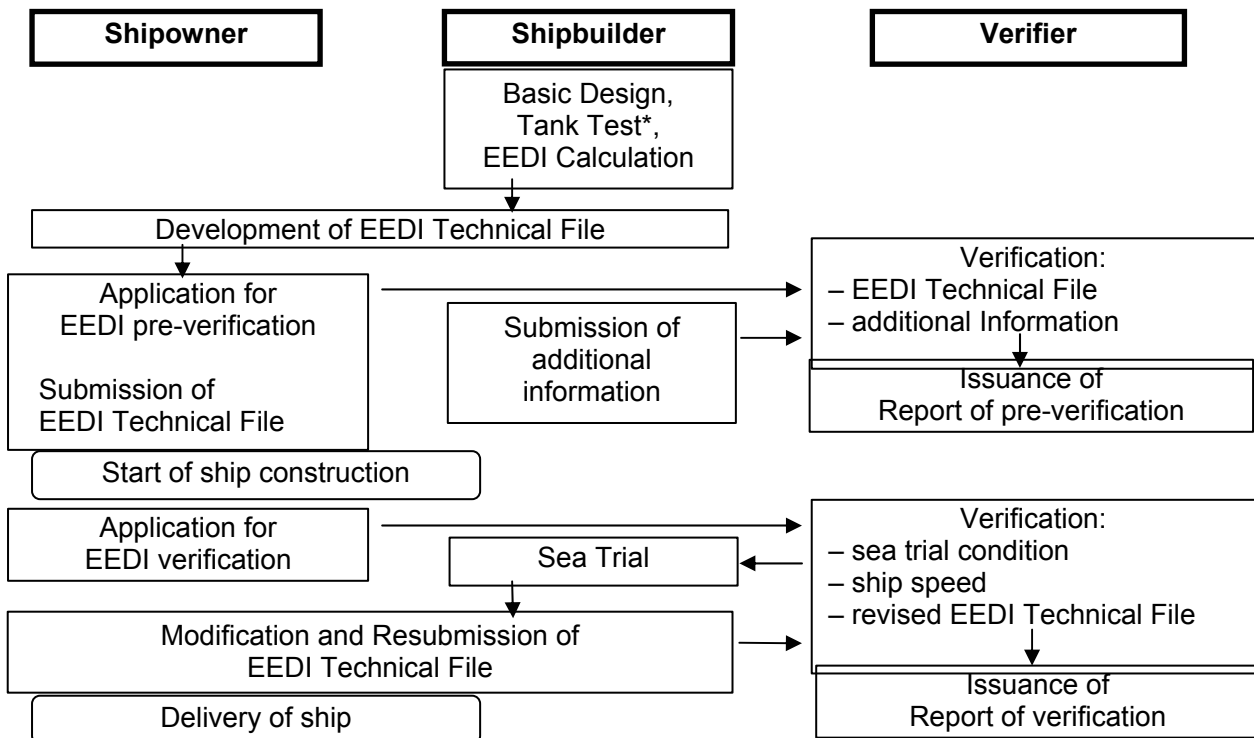 Shipowner
Shipbuilder
Verifier
Basic Design,
Tank Test*,
EEDI Calculation
Development of EEDI Technical File
Application for
EEDI pre-verification
Submission of
EEDI Technical File
Submission of
additional
information
Verification:
– EEDI Technical File
– additional Information
Issuance of
Report of pre-verification
Start of ship construction
Application for
EEDI verification
Sea Trial
Verification:
– sea trial condition
– ship speed
– revised EEDI Technical File
Modification and Resubmission of
EEDI Technical File
Issuance of
Report of verification
Delivery of ship